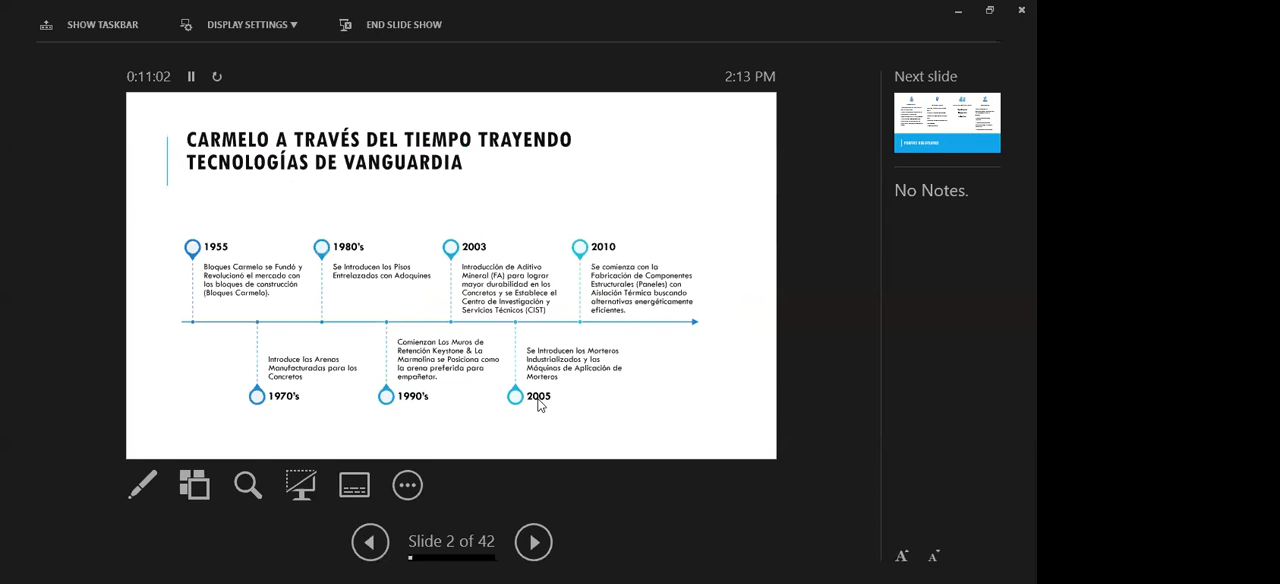 SHOW TASKBAR
DISPLAY SETTINGS ▼
END SLIDE SHOW
0:11:02
2:13 PM
Next slide
CARMELO A TRAVÉS DEL TIEMPO TRAYENDO
TECNOLOGÍAS DE VANGUARDIA
1955
Bloques Carmelo se Fundó y
Revolucionó el mercado con
los bloques de construcción
(Bloques Carmelo).
1980's
Se Introducen los Pisos
Entrelazados con Adoquines
2003
Introducción de Aditivo
Mineral (FA) para lograr
mayor durabilidad en los
Concretos y se Establece el
Centro de Investigación y
Servicios Técnicos (CIST)
2010
Se comienza con la
Fabricación de Componentes
Estructurales (Paneles) con
Aislación Térmica buscando
alternativas energéticamente
eficientes.
Introduce las Arenas
Manufacturadas para los
Concretos
1970's
Comienzan Los Muros de
Retención Keystone & La
Marmolina se Posiciona como
la arena preferida para
empañetar.
1990's
Se Introducen los Morteros
Industrializados y las
Máquinas de Aplicación de
Morteros
2005
No Notes.
Slide 2 of 42
A A